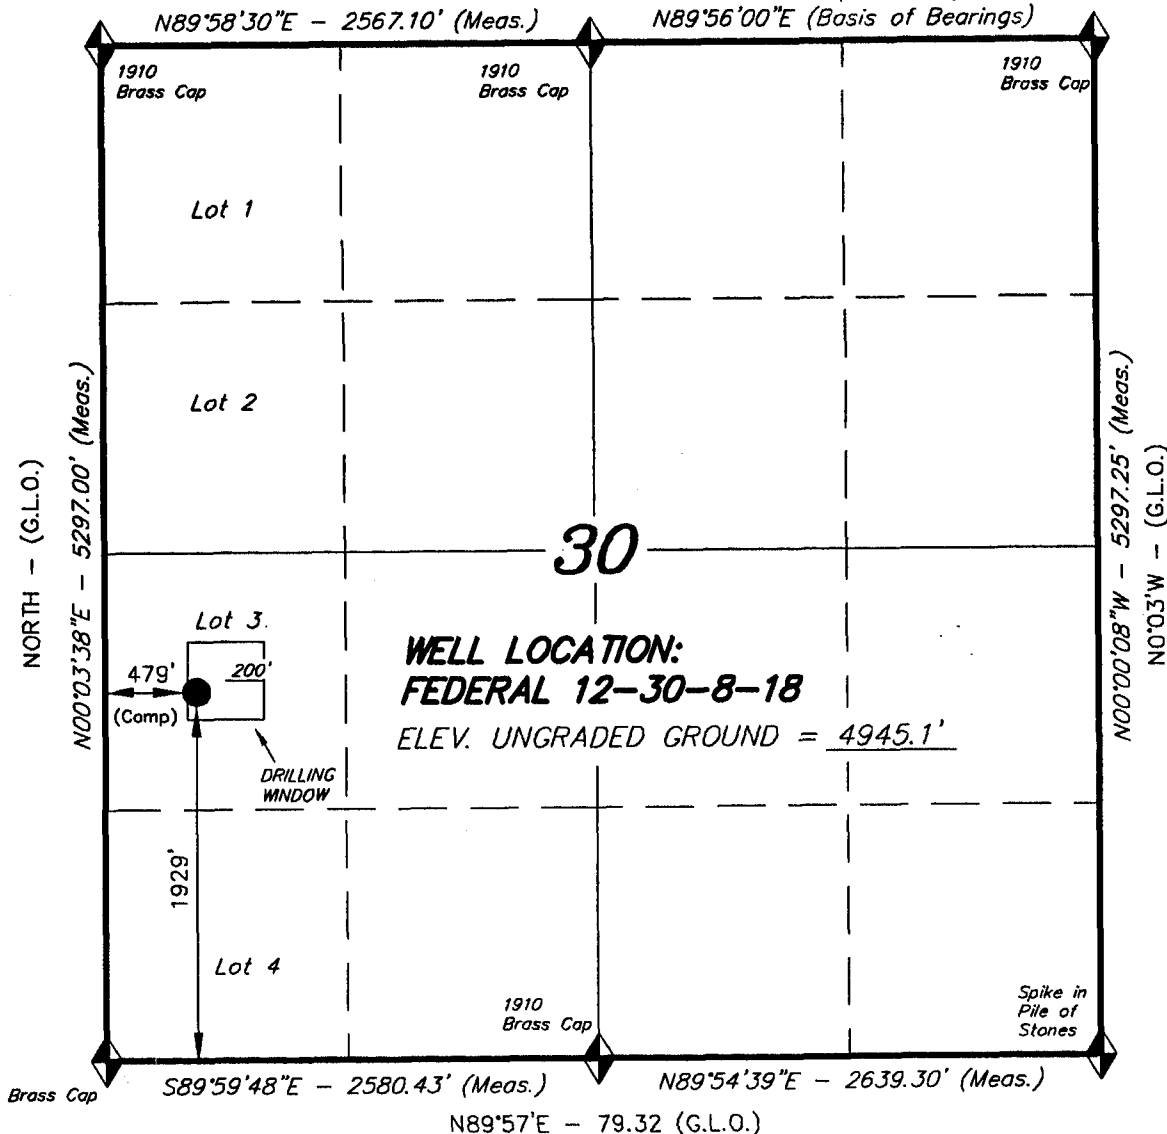 N89°58'30"E - 2567.10' (Meas.)
N89°56'00"E (Basis of Bearings)
1910
Brass Cap
1910
Brass Cap
1910
Brass Cap
Lot 1
Lot 2
NORTH - (G.L.O.)
N00°03'38"E - 5297.00' (Meas.)
N00°00'08"W - 5297.25' (Meas.)
N0°03'W - (G.L.O.)
30
Lot 3.
WELL LOCATION:
FEDERAL 12-30-8-18
ELEV. UNGRADED GROUND = 4945.1'
479'
(Comp)
200'
DRILLING
WINDOW
1929'
Lot 4
1910
Brass Cap
Spike in
Pile of
Stones
Brass Cap
S89°59'48"E - 2580.43' (Meas.)
N89°54'39"E - 2639.30' (Meas.)
N89°57'E - 79.32 (G.L.O.)